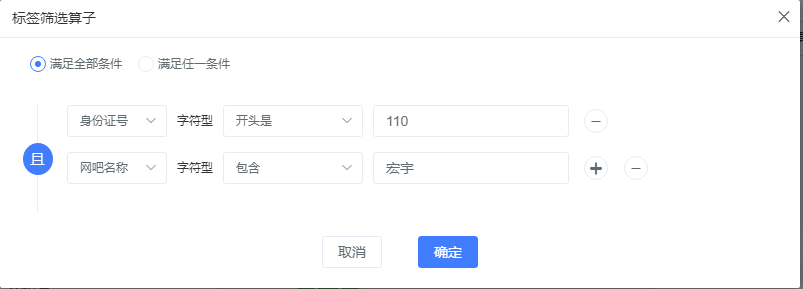 标签筛选算子
满足全部条件 满足任一条件
身份证号 字符型 开头是 110
且
网吧名称 字符型 包含 宏宇
取消 确定